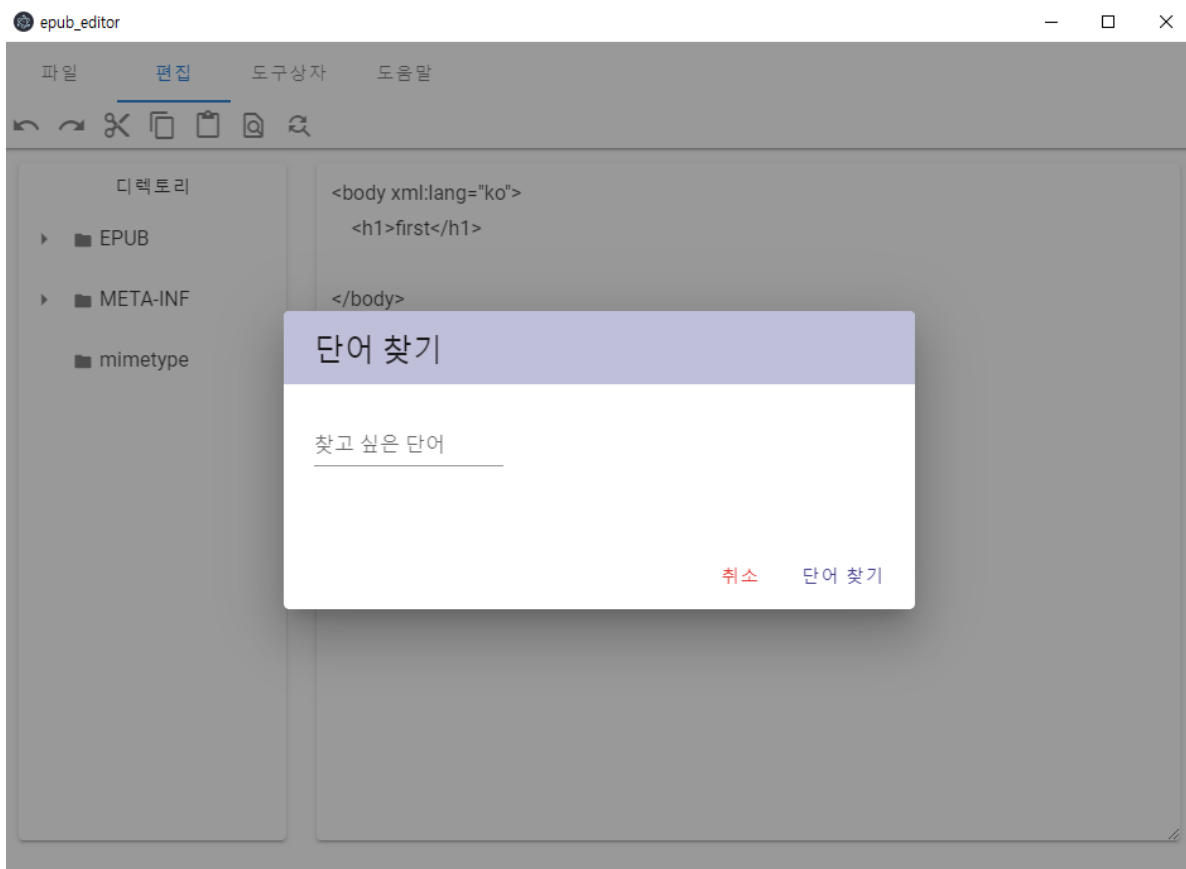 epub_editor
파일 편집 도구상자 도움말
디렉토리
EPUB
META-INF
mimetype
<body xml:lang="ko">
<h1>first</h1>
</body>
단어 찾기
찾고 싶은 단어
취소 단어 찾기